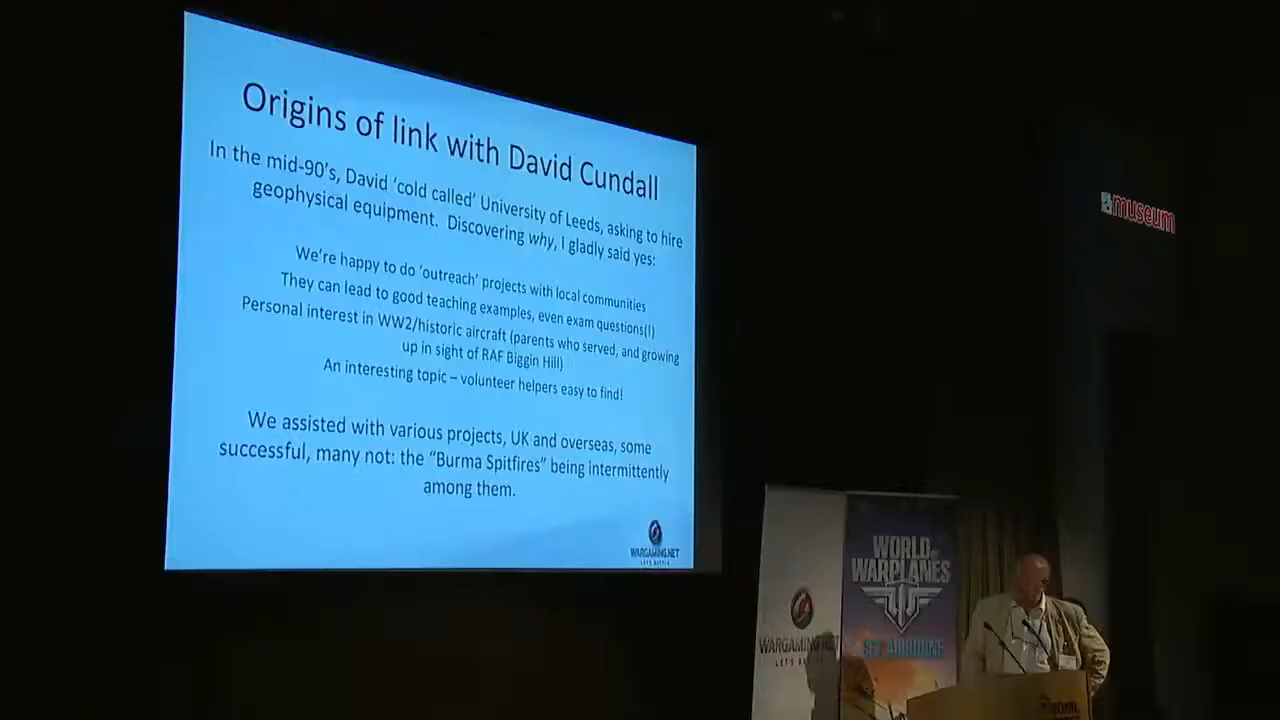 Origins of link with David Cundall
In the mid-90's, David 'cold called' University of Leeds, asking to hire
geophysical equipment. Discovering why, I gladly said yes:
We're happy to do 'outreach' projects with local communities
They can lead to good teaching examples, even exam questions(!)
Personal interest in WW2/historic aircraft (parents who served, and growing
up in sight of RAF Biggin Hill)
An interesting topic – volunteer helpers easy to find!
We assisted with various projects, UK and overseas, some
successful, many not: the "Burma Spitfires" being intermittently
among them.
WARGAMING.NET
LET'S BATTLE
museum
WORLD OF
WARPLANES
WARGAMING.NET
LET'S BATTLE